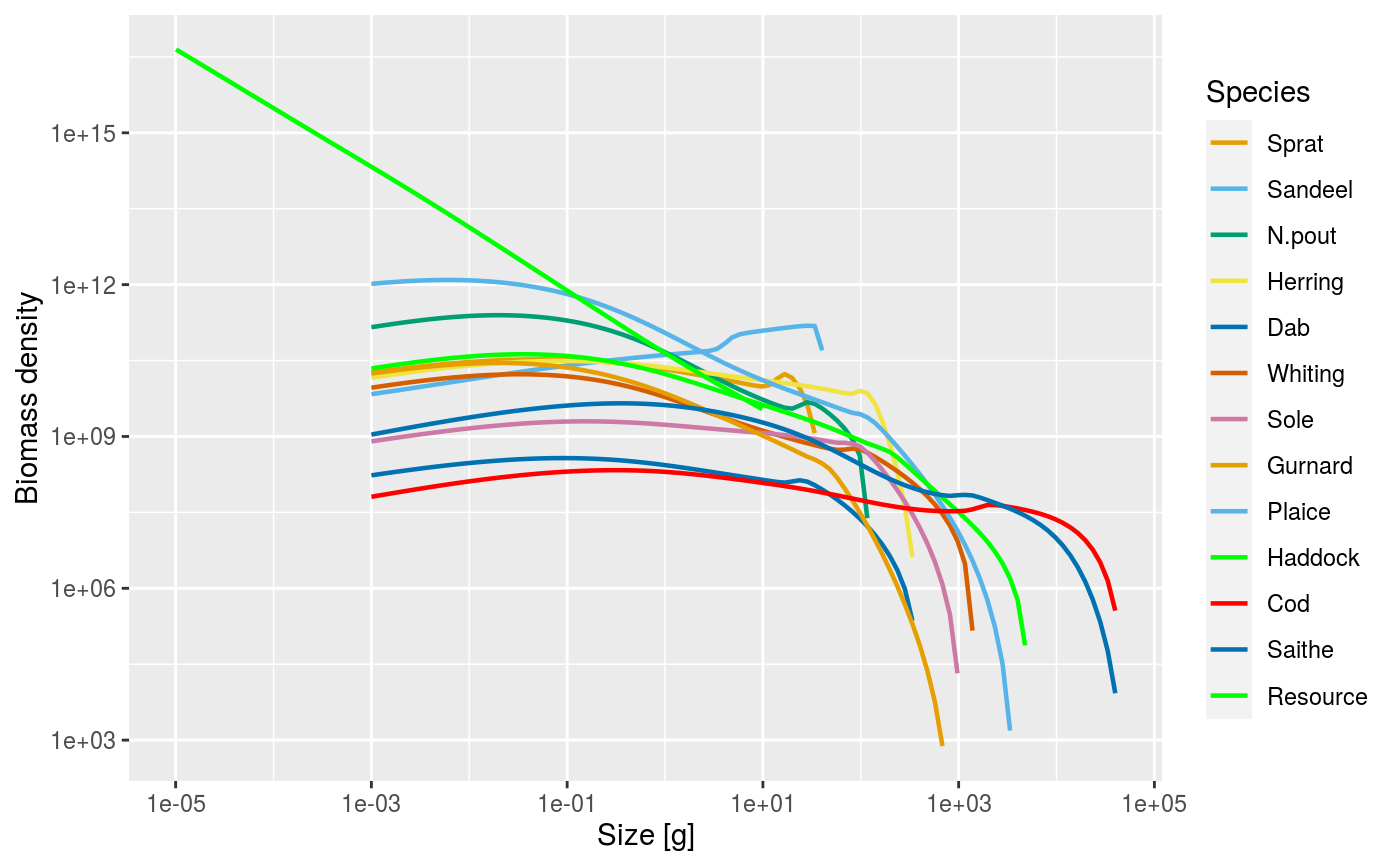 Biomass density
1e+15
1e+12
1e+09
1e+06
1e+03
1e-05
1e-03
1e-01
1e+01
1e+03
1e+05
Size [g]
Species
Sprat
Sandeel
N.pout
Herring
Dab
Whiting
Sole
Gurnard
Plaice
Haddock
Cod
Saithe
Resource